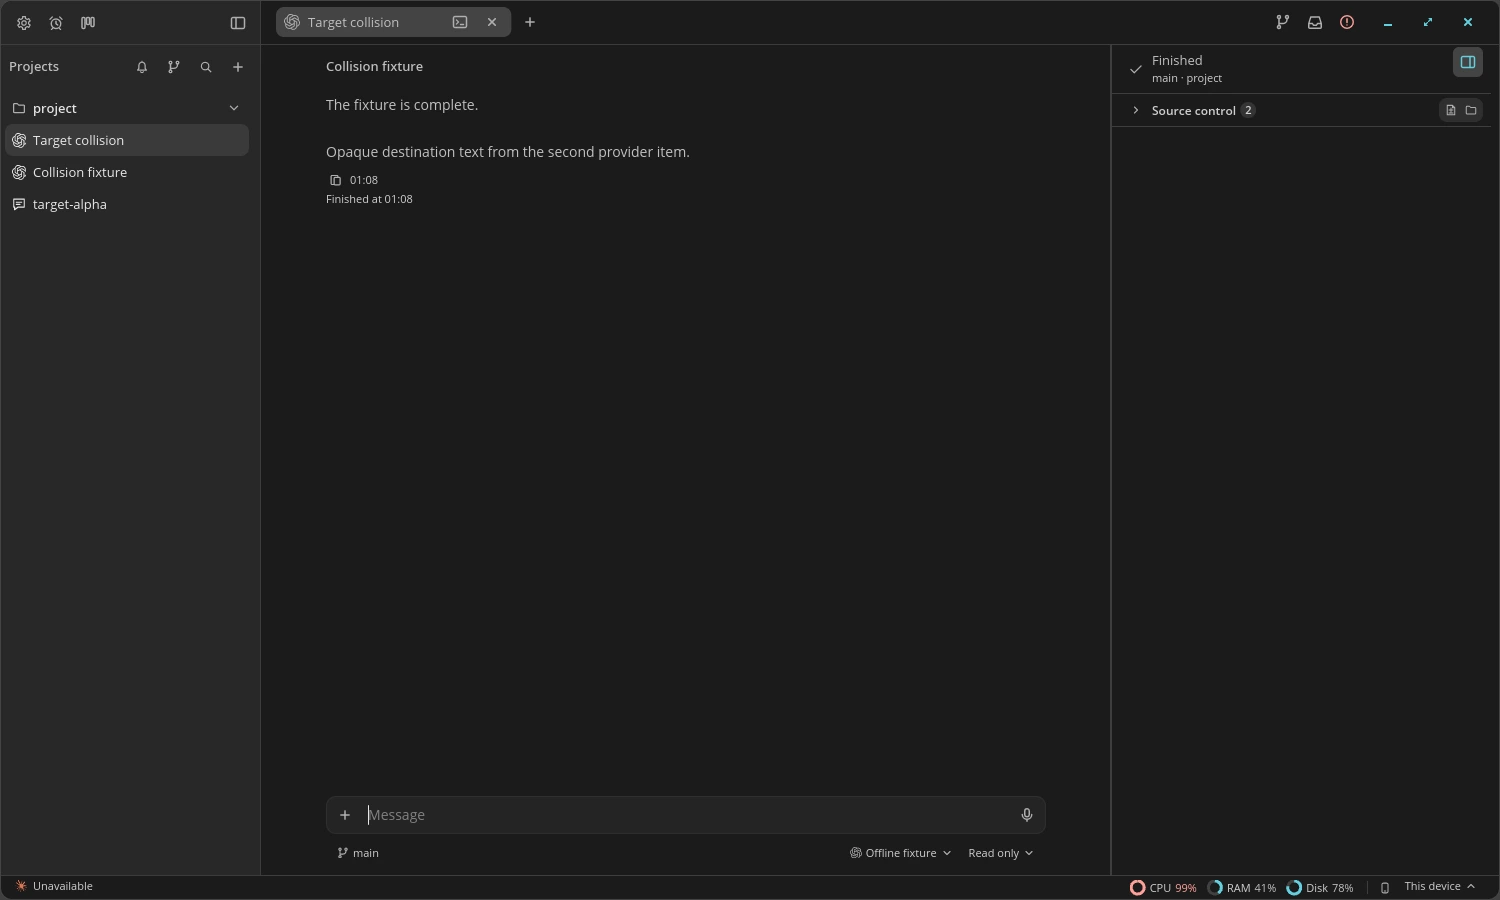 Target collision
Projects
project
Target collision
Collision fixture
target-alpha
Collision fixture
The fixture is complete.
Opaque destination text from the second provider item.
01:08
Finished at 01:08
Message
main
Offline fixture
Read only
Finished
main · project
Source control 2
Unavailable
CPU 99%
RAM 41%
Disk 78%
This device